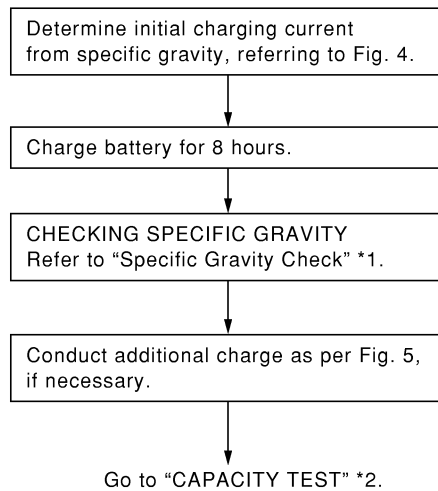 Determine initial charging current
from specific gravity, referring to Fig. 4.
Charge battery for 8 hours.
CHECKING SPECIFIC GRAVITY
Refer to “Specific Gravity Check” *1.
Conduct additional charge as per Fig. 5,
if necessary.
Go to “CAPACITY TEST” *2.